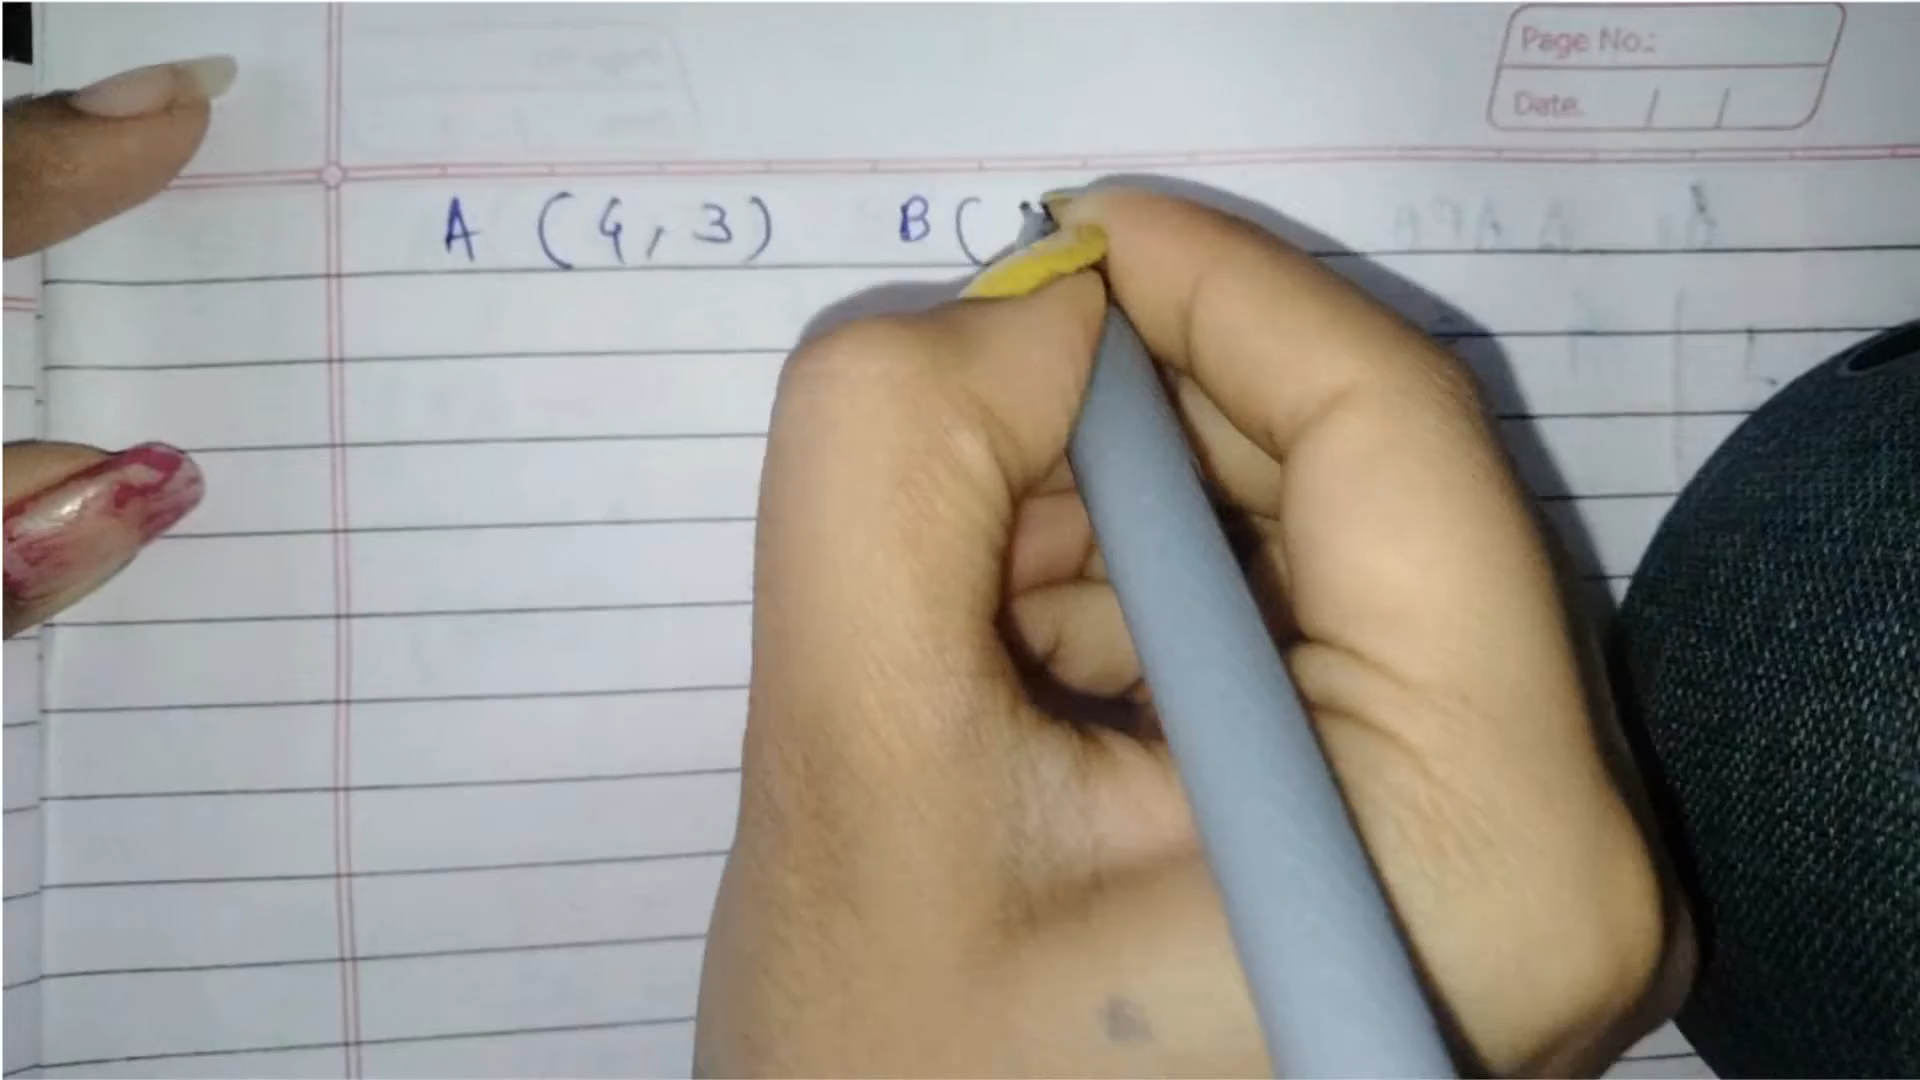 Page No.:
Date. / /
A (4, 3) B (